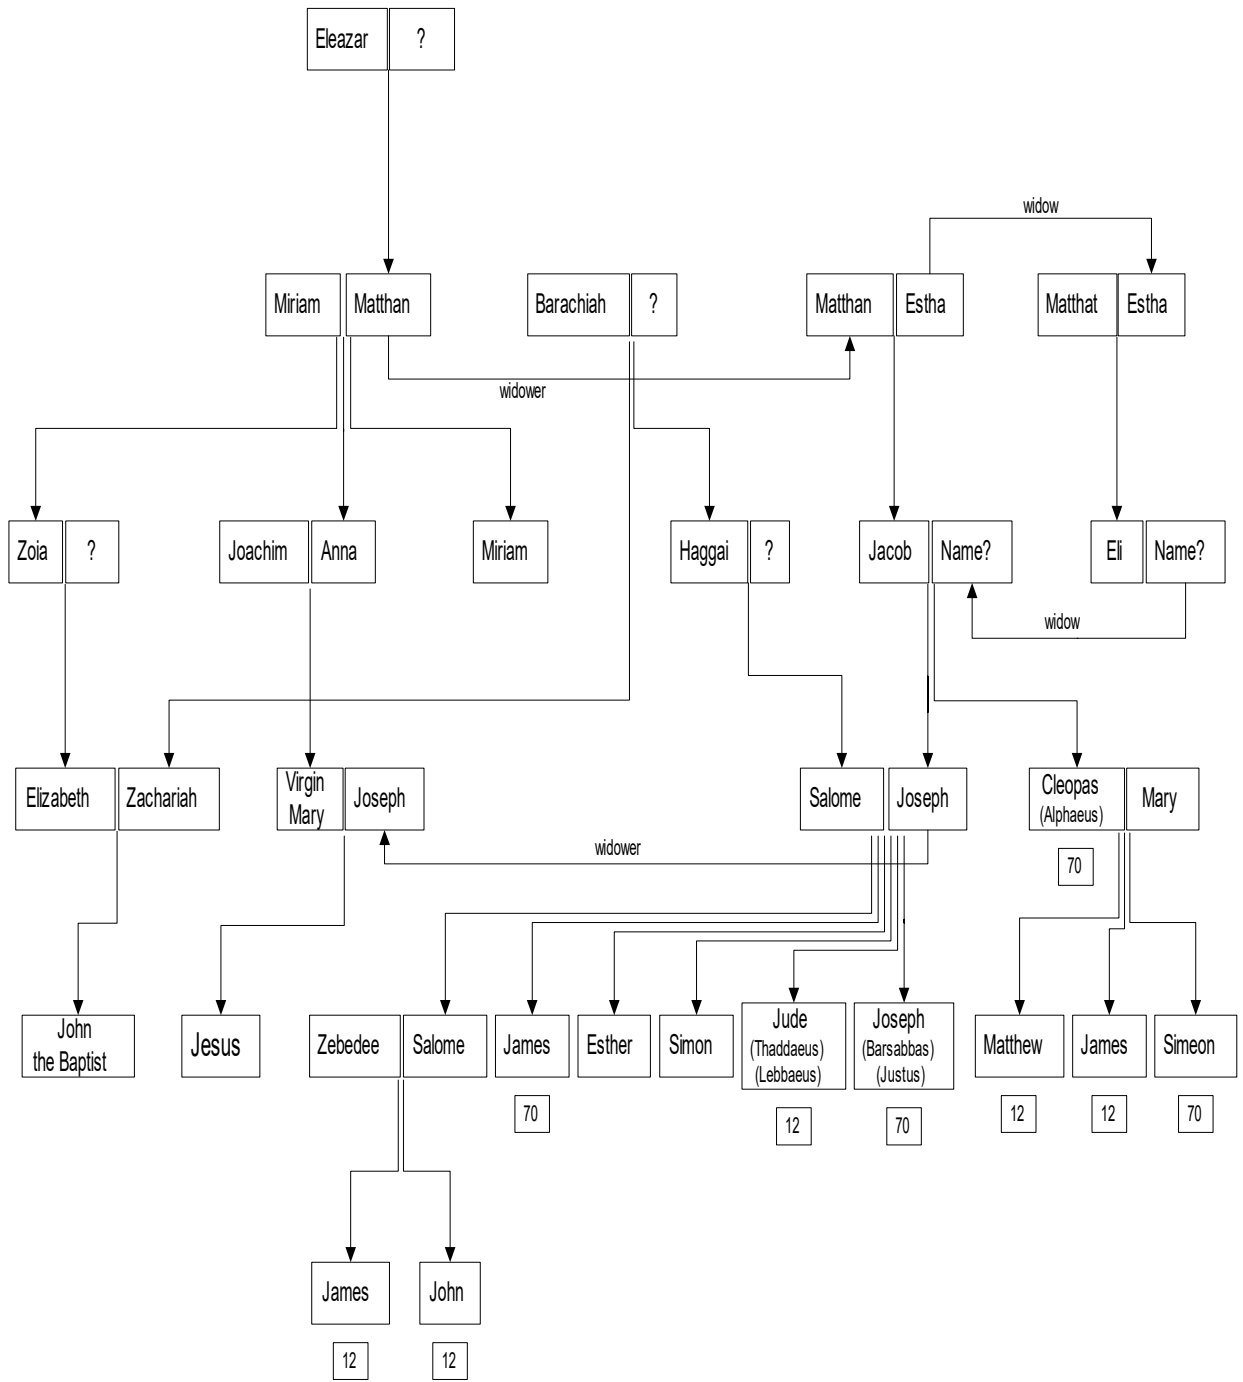 Eleazar
?
widow
Miriam
Matthan
Barachiah
?
Matthan
Estha
Matthat
Estha
widower
Zoia
?
Joachim
Anna
Miriam
Haggai
?
Jacob
Name?
Eli
Name?
widow
Elizabeth
Zachariah
Virgin
Mary
Joseph
Salome
Joseph
Cleopas
(Alphaeus)
Mary
widower
70
John
the Baptist
Jesus
Zebedee
Salome
James
Esther
Simon
Jude
(Thaddaeus)
(Lebbaeus)
Joseph
(Barsabbas)
(Justus)
Matthew
James
Simeon
70
12
70
12
12
70
James
John
12
12